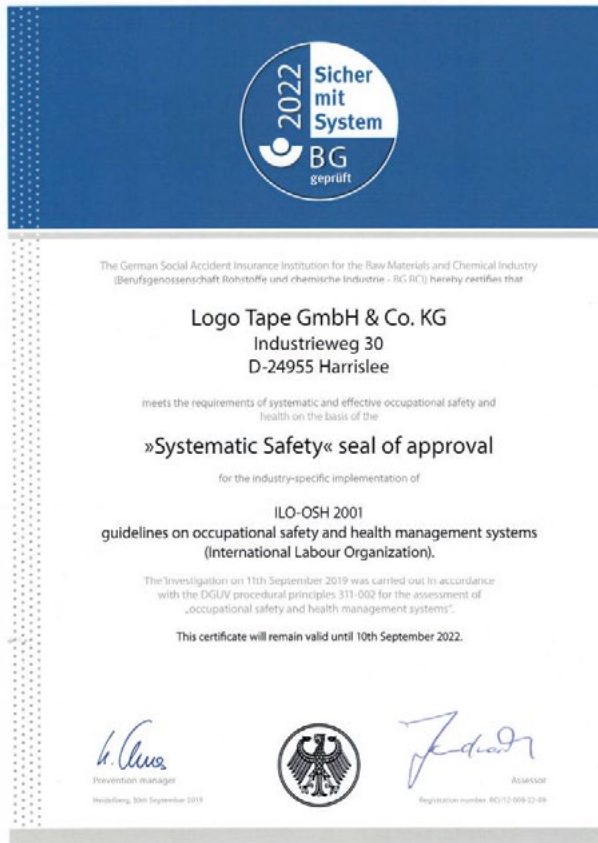 2022
Sicher
mit
System
BG
geprüft
The German Social Accident Insurance Institution for the Raw Materials and Chemical Industry
(Berufsgenossenschaft Rohstoffe und chemische Industrie - BG RCI) hereby certifies that
Logo Tape GmbH & Co. KG
Industrieweg 30
D-24955 Harrislee
meets the requirements of systematic and effective occupational safety and
health on the basis of the
»Systematic Safety« seal of approval
for the industry-specific implementation of
ILO-OSH 2001
guidelines on occupational safety and health management systems
(International Labour Organization).
The Investigation on 11th September 2019 was carried out in accordance
with the DGUV procedural principles 311-002 for the assessment of
„occupational safety and health management systems“.
This certificate will remain valid until 10th September 2022.
Prevention manager
Assessor
Heidelberg, 30th September 2019
Registration number: